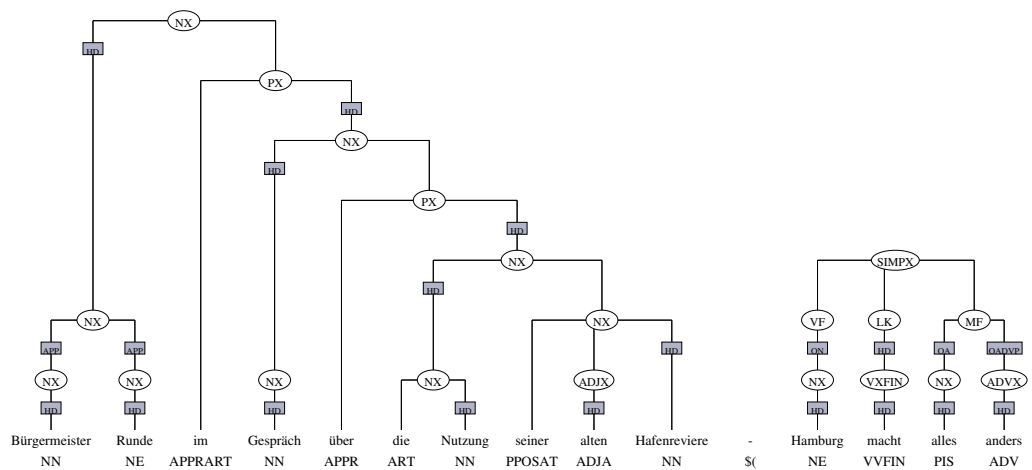 NX
HD
PX
HD
NX
HD
PX
HD
NX SIMPX
HD
NX NX VF LK MF
APP APP HD ON HD OA OADVP
NX NX NX NX ADJX NX VXFIN NX ADVX
HD HD HD HD HD HD HD HD HD
Bürgermeister Runde im Gespräch über die Nutzung seiner alten Hafenreviere - Hamburg macht alles anders
NN NE APPRART NN APPR ART NN PPOSAT ADJA NN $( NE VVFIN PIS ADV